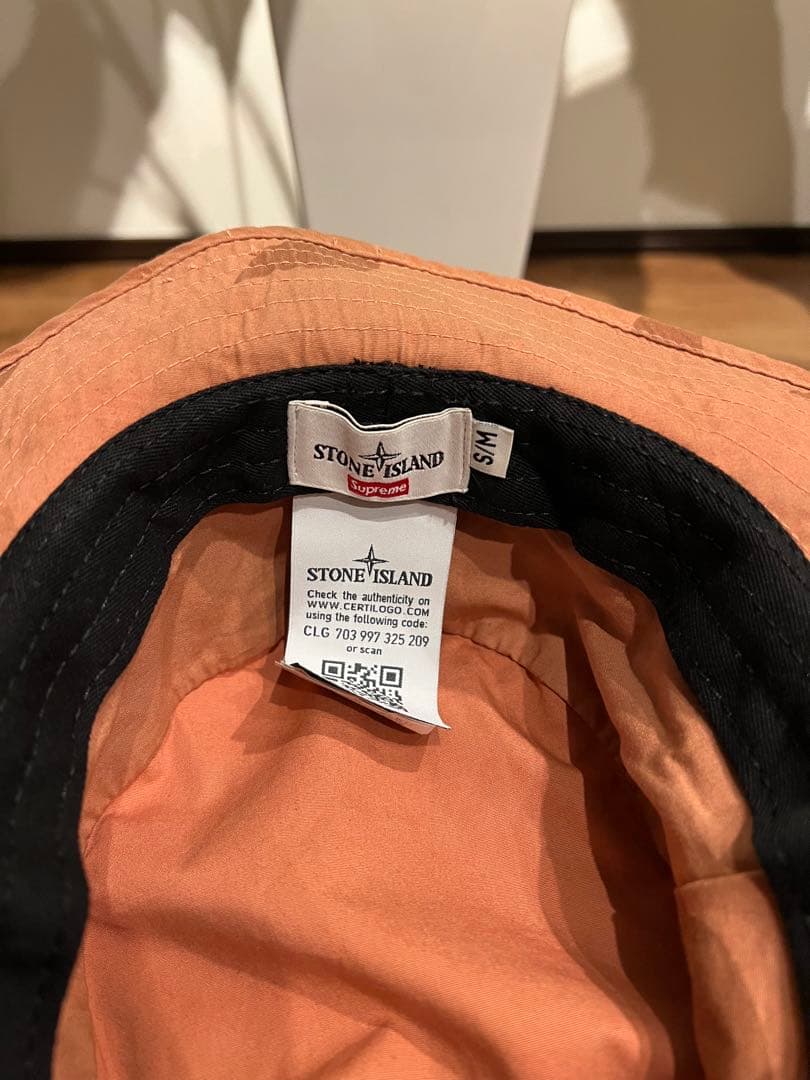 STONE ISLAND
Supreme
S/M
STONE ISLAND
Check the authenticity on
WWW.CERTILOGO.COM
using the following code:
CLG 703 997 325 209
or scan